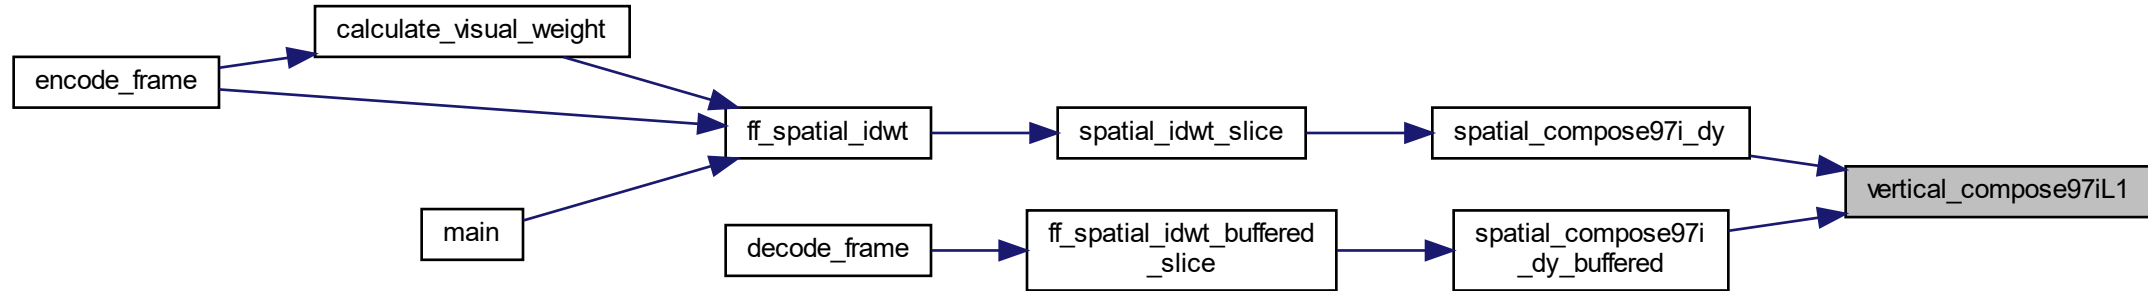 calculate_visual_weight
encode_frame
ff_spatial_idwt
spatial_idwt_slice
spatial_compose97i_dy
vertical_compose97iL1
main
decode_frame
ff_spatial_idwt_buffered
_slice
spatial_compose97i
_dy_buffered